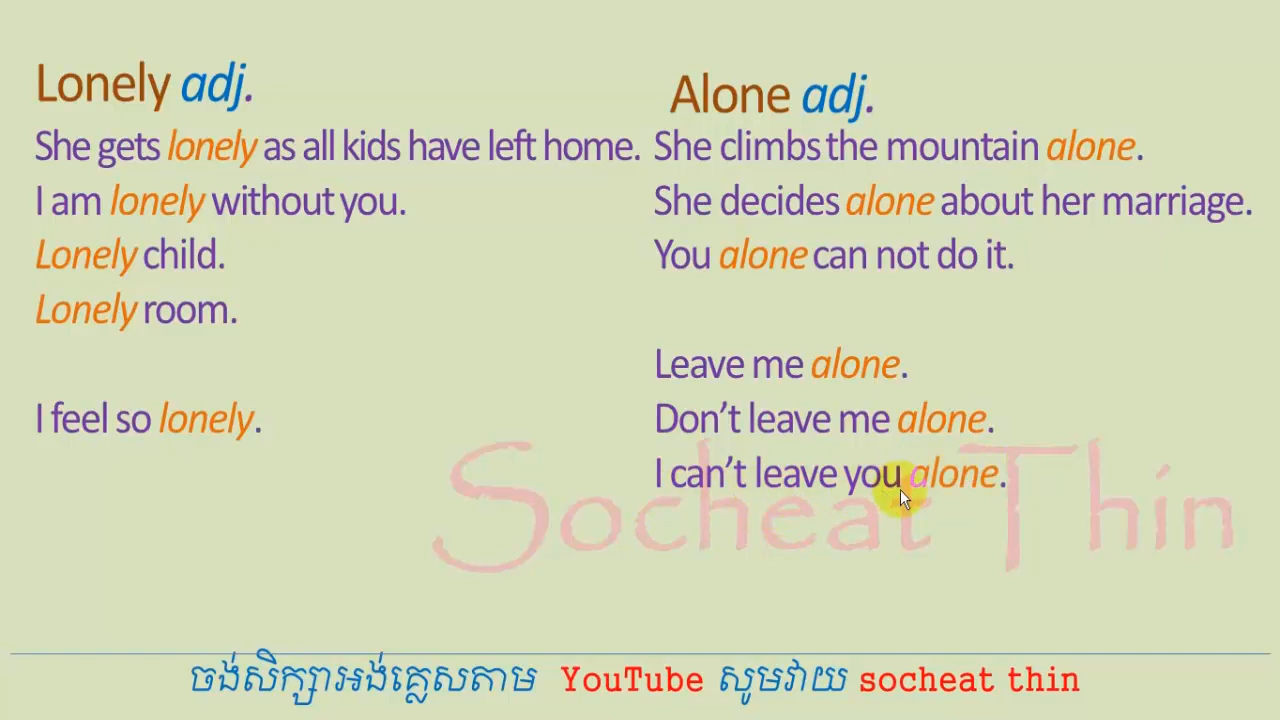 Lonely adj.
She gets lonely as all kids have left home.
I am lonely without you.
Lonely child.
Lonely room.
I feel so lonely.
Alone adj.
She climbs the mountain alone.
She decides alone about her marriage.
You alone can not do it.
Leave me alone.
Don’t leave me alone.
I can’t leave you alone.
Socheat Thin
ចង់សិក្សាអង់គ្លេសតាម YouTube សូមវាយ socheat thin